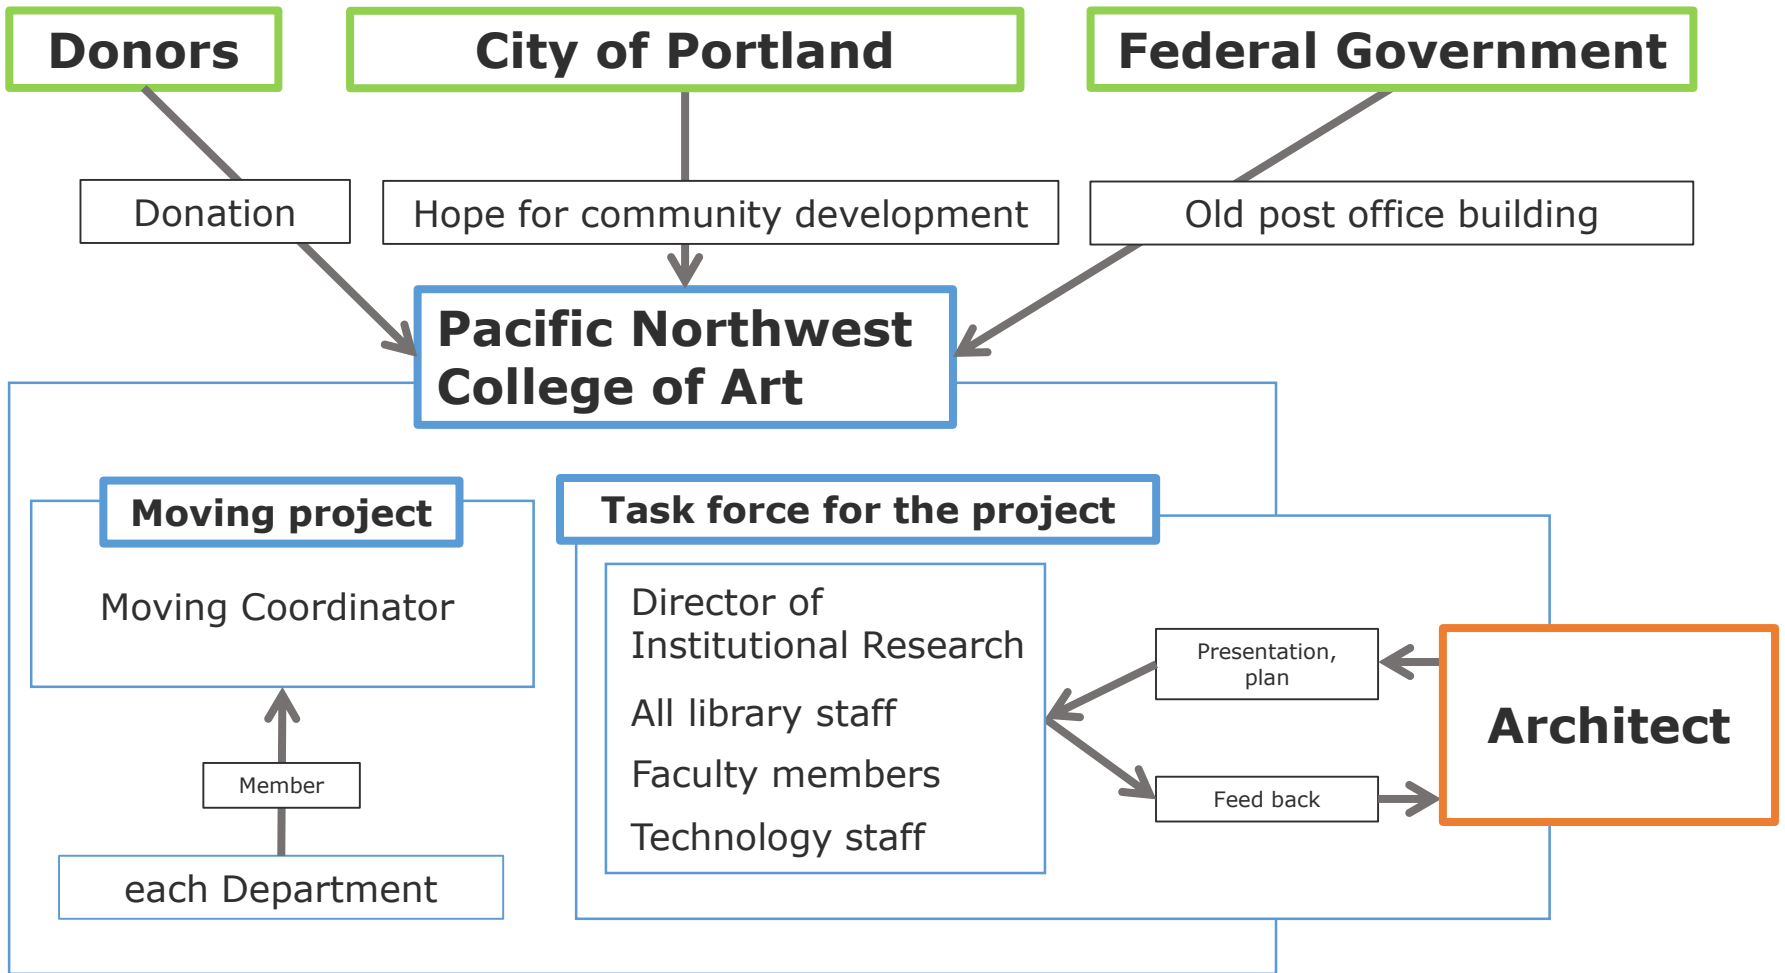 Donors
City of Portland
Federal Government
Donation
Hope for community development
Old post office building
Pacific Northwest
College of Art
Moving project
Moving Coordinator
Member
each Department
Task force for the project
Director of
Institutional Research
All library staff
Faculty members
Technology staff
Presentation,
plan
Feed back
Architect